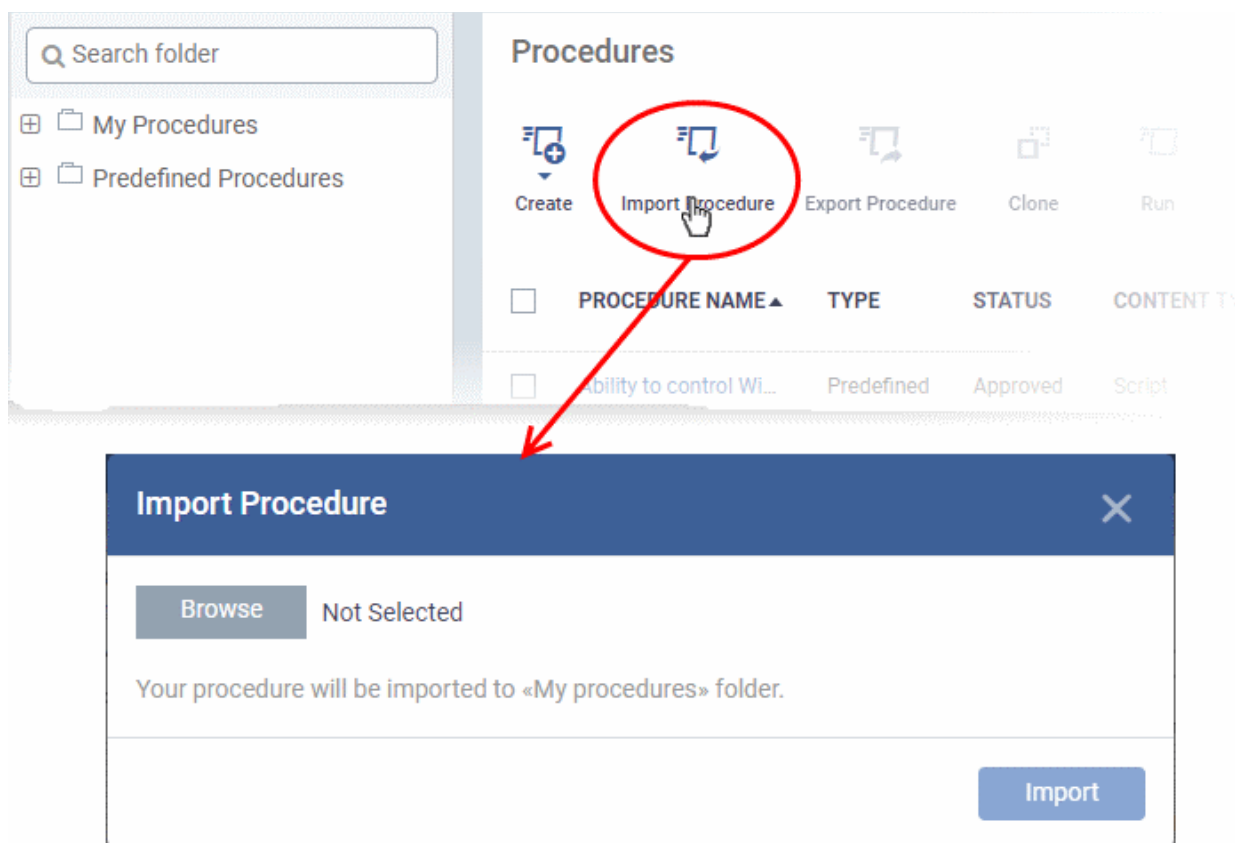 Search folder
My Procedures
Predefined Procedures
Procedures
Create Import Procedure Export Procedure Clone Run
PROCEDURE NAME TYPE STATUS CONTENT
Ability to control Wi... Predefined Approved Script
Import Procedure
Browse Not Selected
Your procedure will be imported to «My procedures» folder.
Import